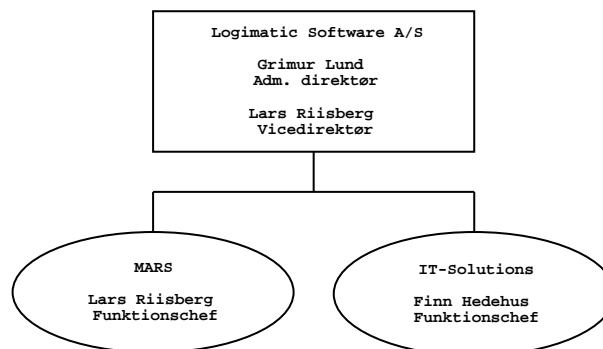 Logimatic Software A/S
Grimur Lund
Adm. direktør
Lars Riisberg
Vicedirektør
MARS
Lars Riisberg
Funktionschef
IT-Solutions
Finn Hedehus
Funktionschef